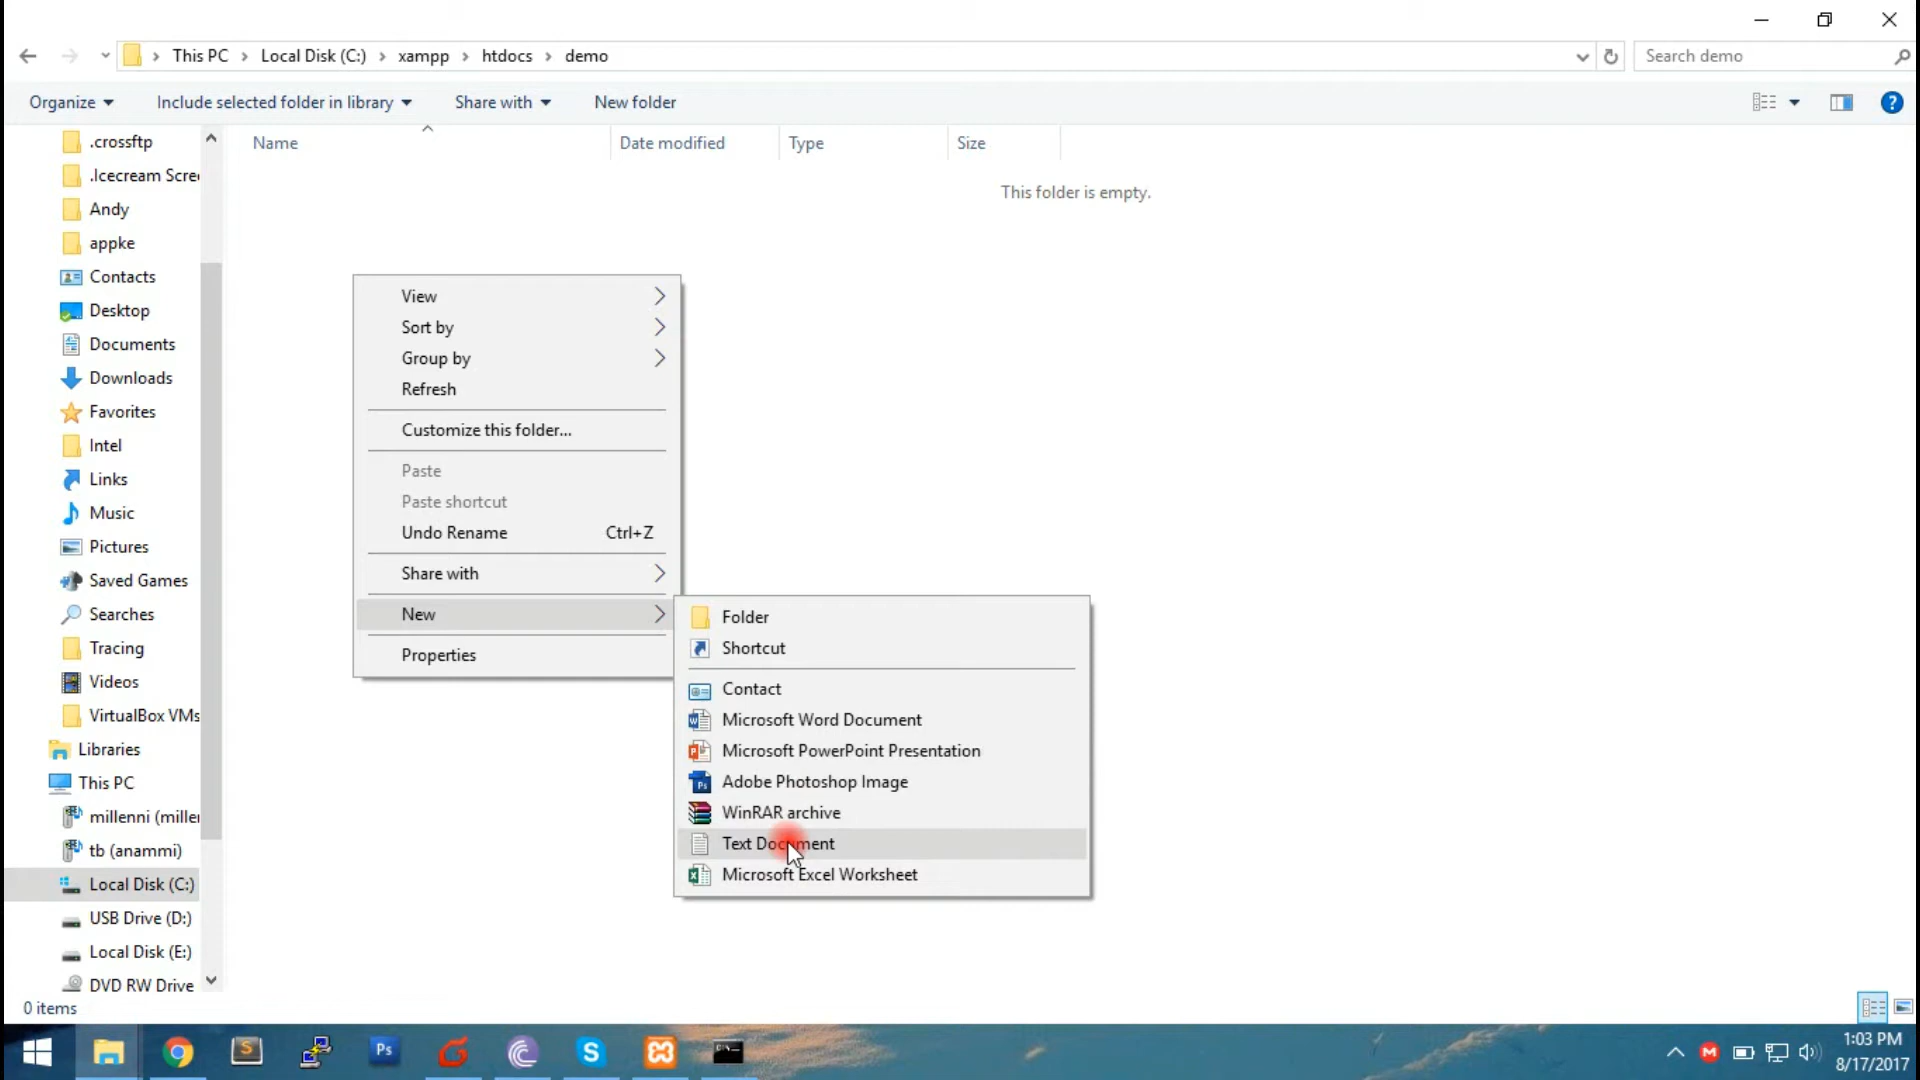 This PC
Local Disk (C:)
xampp
htdocs
demo
Search demo
Organize
Include selected folder in library
Share with
New folder
?
Name
Date modified
Type
Size
This folder is empty.
.crossftp
.Icecream Scre
Andy
appke
Contacts
Desktop
Documents
Downloads
Favorites
Intel
Links
Music
Pictures
Saved Games
Searches
Tracing
Videos
VirtualBox VMs
Libraries
This PC
millenni (mille
tb (anammi)
Local Disk (C:)
USB Drive (D:)
Local Disk (E:)
DVD RW Drive
View
Sort by
Group by
Refresh
Customize this folder...
Paste
Paste shortcut
Undo Rename Ctrl+Z
Share with
New
Properties
Folder
Shortcut
Contact
Microsoft Word Document
Microsoft PowerPoint Presentation
Adobe Photoshop Image
WinRAR archive
Text Document
Microsoft Excel Worksheet
0 items
Ps
1:03 PM
8/17/2017